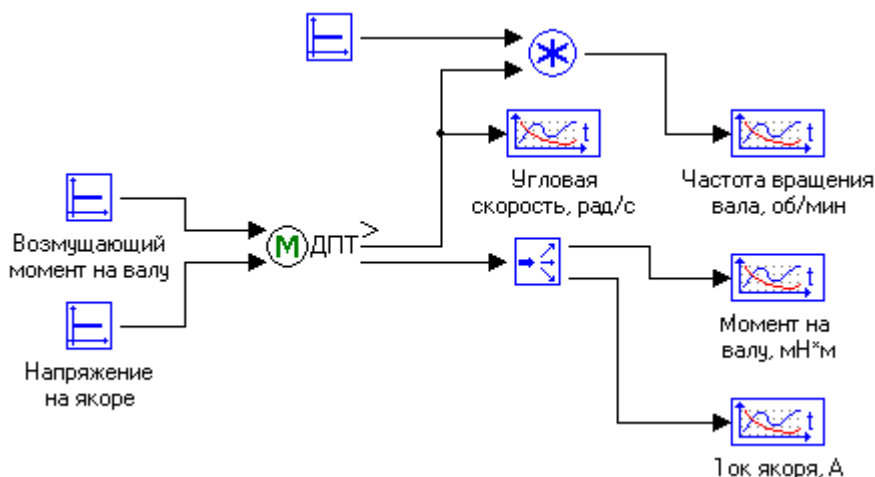 t
t
Угловая
скорость, рад/с
Частота вращения
вала, об/мин
Возмущающий
момент на валу
М ДПТ >
t
Момент на
валу, мН*м
Напряжение
на якоре
t
Ток якоря, А